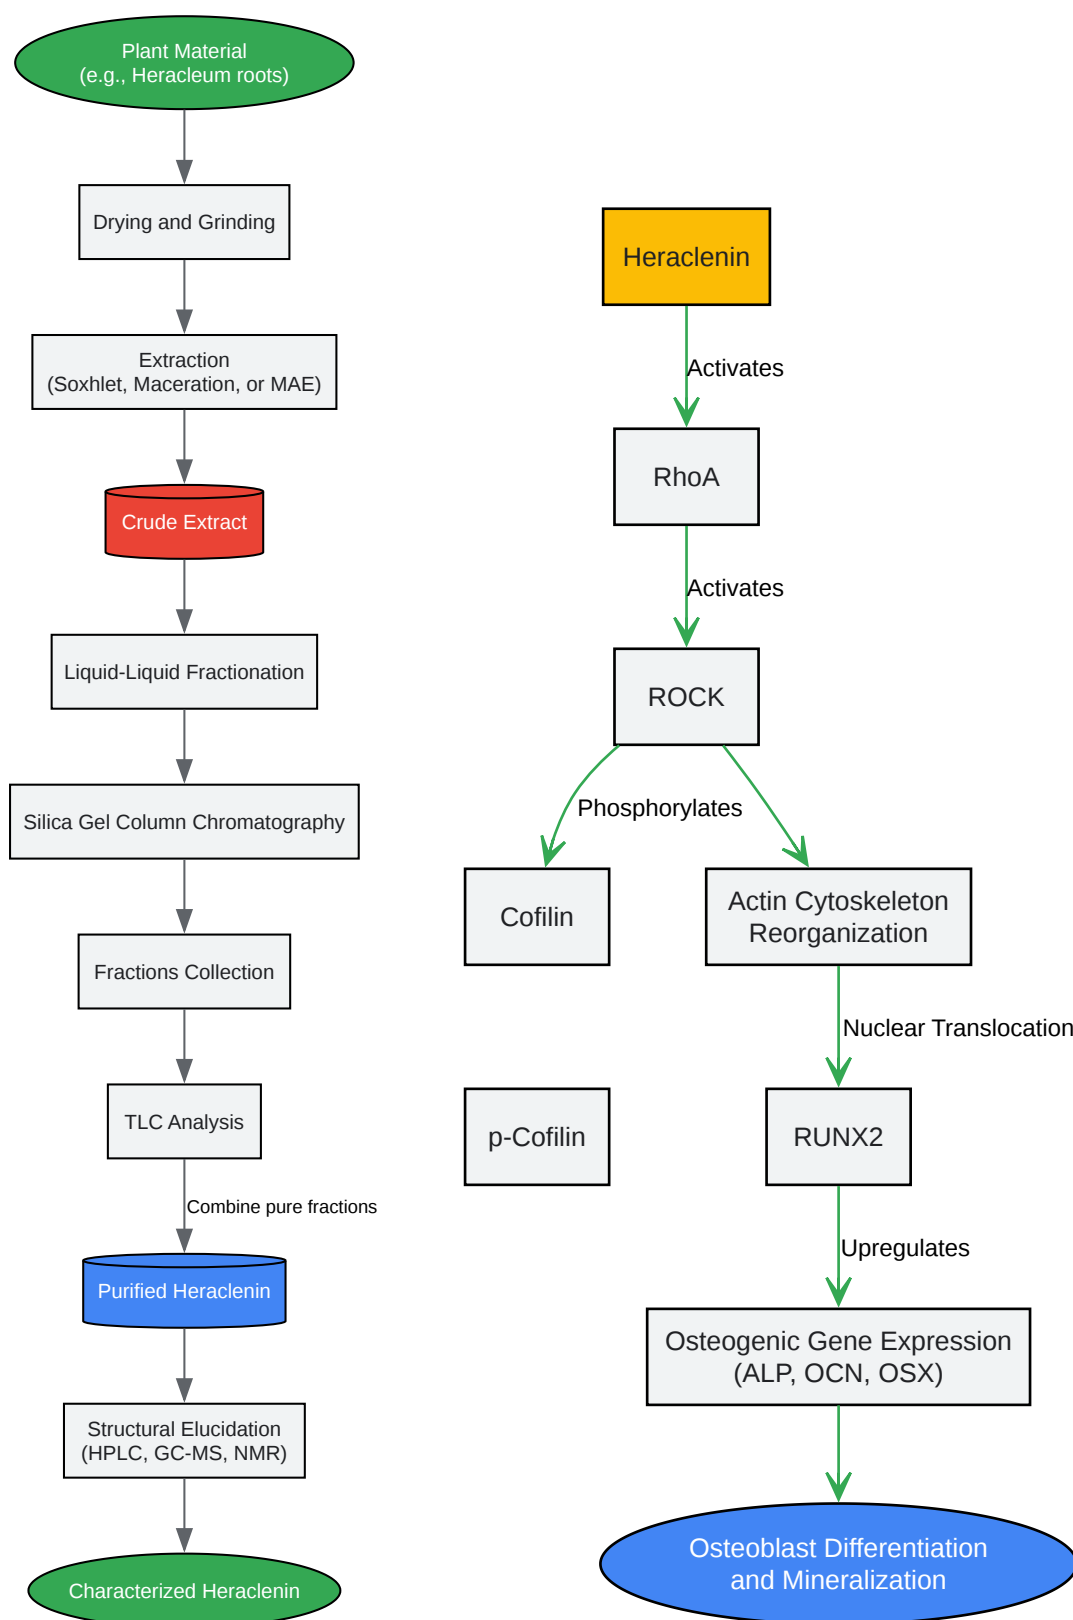 Plant Material
(e.g., Heracleum roots)
Drying and Grinding
Extraction
(Soxhlet, Maceration, or MAE)
Crude Extract
Liquid-Liquid Fractionation
Silica Gel Column Chromatography
Fractions Collection
TLC Analysis
Combine pure fractions
Purified Heraclenin
Structural Elucidation
(HPLC, GC-MS, NMR)
Characterized Heraclenin
Heraclenin
Activates
RhoA
Activates
ROCK
Phosphorylates
Cofilin
Actin Cytoskeleton
Reorganization
Nuclear Translocation
p-Cofilin
RUNX2
Upregulates
Osteogenic Gene Expression
(ALP, OCN, OSX)
Osteoblast Differentiation
and Mineralization